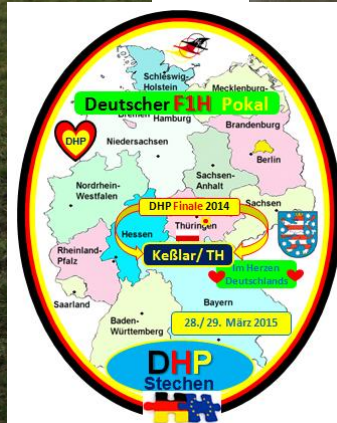 Schleswig-
Holstein
Mecklenburg-
Deutscher F1H Pokal
Bremen Hamburg
Brandenburg
DHP
Niedersachsen
Berlin
Sachsen-
Anhalt
Nordrhein-
Westfalen
DHP Finale 2014
Sachsen
Thüringen
Hessen
Keßlar/ TH
Rheinland-
Pfalz
Im Herzen
Deutschlands
Saarland
Bayern
Baden-
Württemberg
28./ 29. März 2015
DHP
Stechen